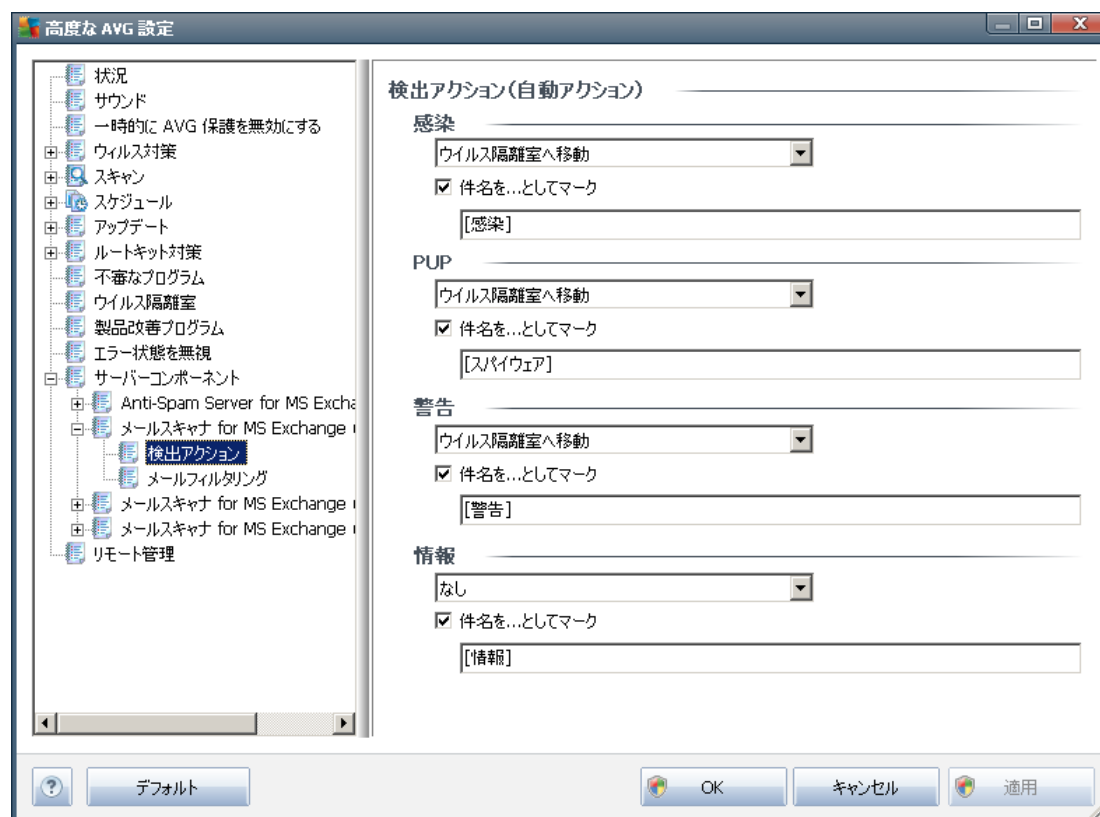 高度な AVG 設定
状況
サウンド
一時的に AVG 保護を無効にする
ウィルス対策
スキャン
スケジュール
アップデート
ルートキット対策
不審なプログラム
ウイルス隔離室
製品改善プログラム
エラー状態を無視
サーバーコンポーネント
Anti-Spam Server for MS Excha
メールスキャナ for MS Exchange
検出アクション
メールフィルタリング
メールスキャナ for MS Exchange
メールスキャナ for MS Exchange
リモート管理
検出アクション(自動アクション)
感染
ウイルス隔離室へ移動
件名を...としてマーク
[感染]
PUP
ウイルス隔離室へ移動
件名を...としてマーク
[スパイウェア]
警告
ウイルス隔離室へ移動
件名を...としてマーク
[警告]
情報
なし
件名を...としてマーク
[情報]
?
デフォルト
OK
キャンセル
適用